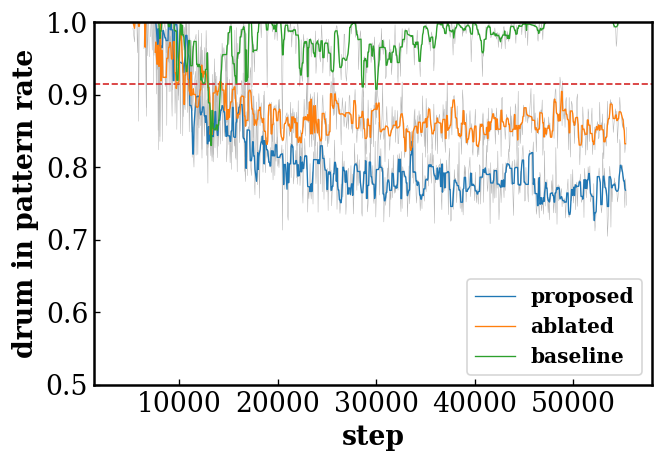 drum in pattern rate
1.0
0.9
0.8
0.7
0.6
0.5
proposed
ablated
baseline
10000 20000 30000 40000 50000
step